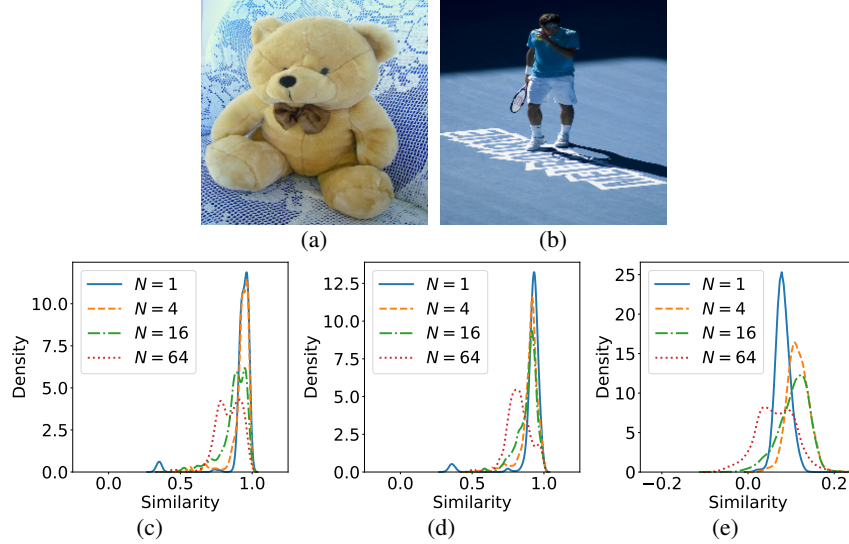 (a)
(b)
N = 1
N = 4
N = 16
N = 64
10.0
7.5
5.0
2.5
0.0
Density
0.0
0.5
1.0
Similarity
(c)
N = 1
N = 4
N = 16
N = 64
12.5
10.0
7.5
5.0
2.5
0.0
Density
0.0
0.5
1.0
Similarity
(d)
N = 1
N = 4
N = 16
N = 64
25
20
15
10
5
0
Density
−0.2
0.0
0.2
Similarity
(e)